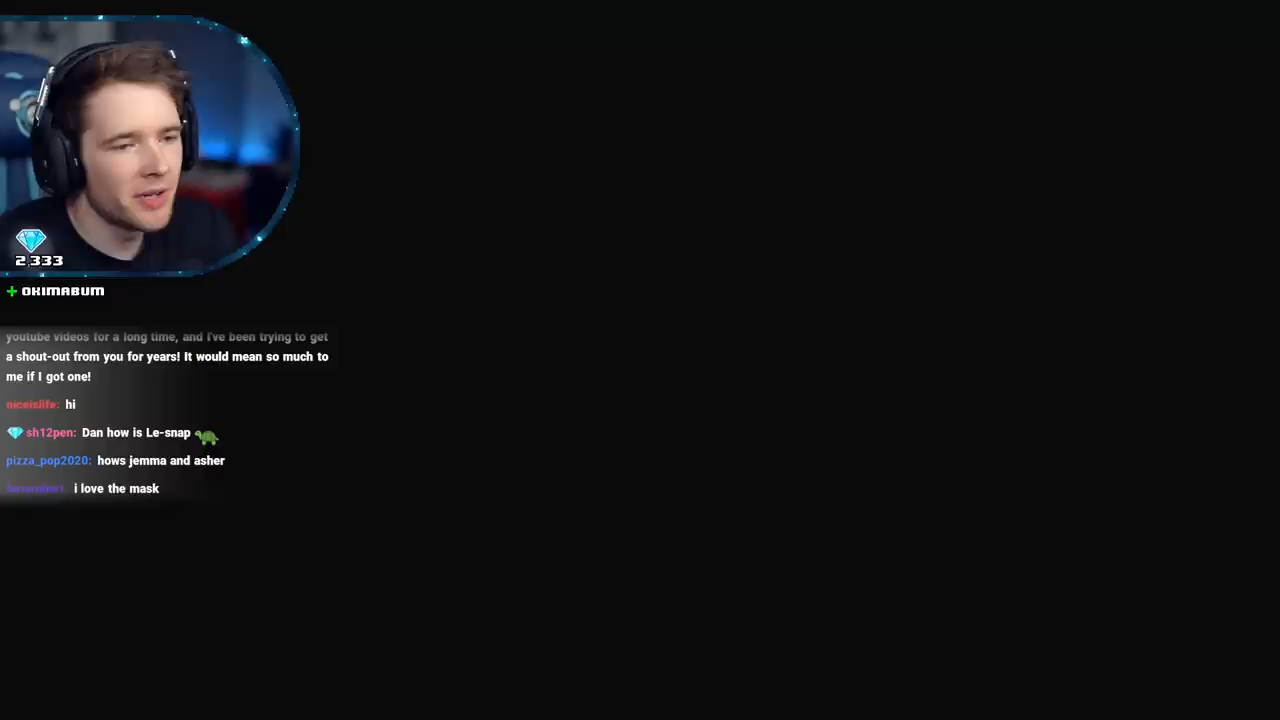 2,333
+ OKIMABUM
youtube videos for a long time, and I've been trying to get
a shout-out from you for years! It would mean so much to
me if I got one!
niceislife: hi
sh12pen: Dan how is Le-snap
pizza_pop2020: hows jemma and asher
i love the mask